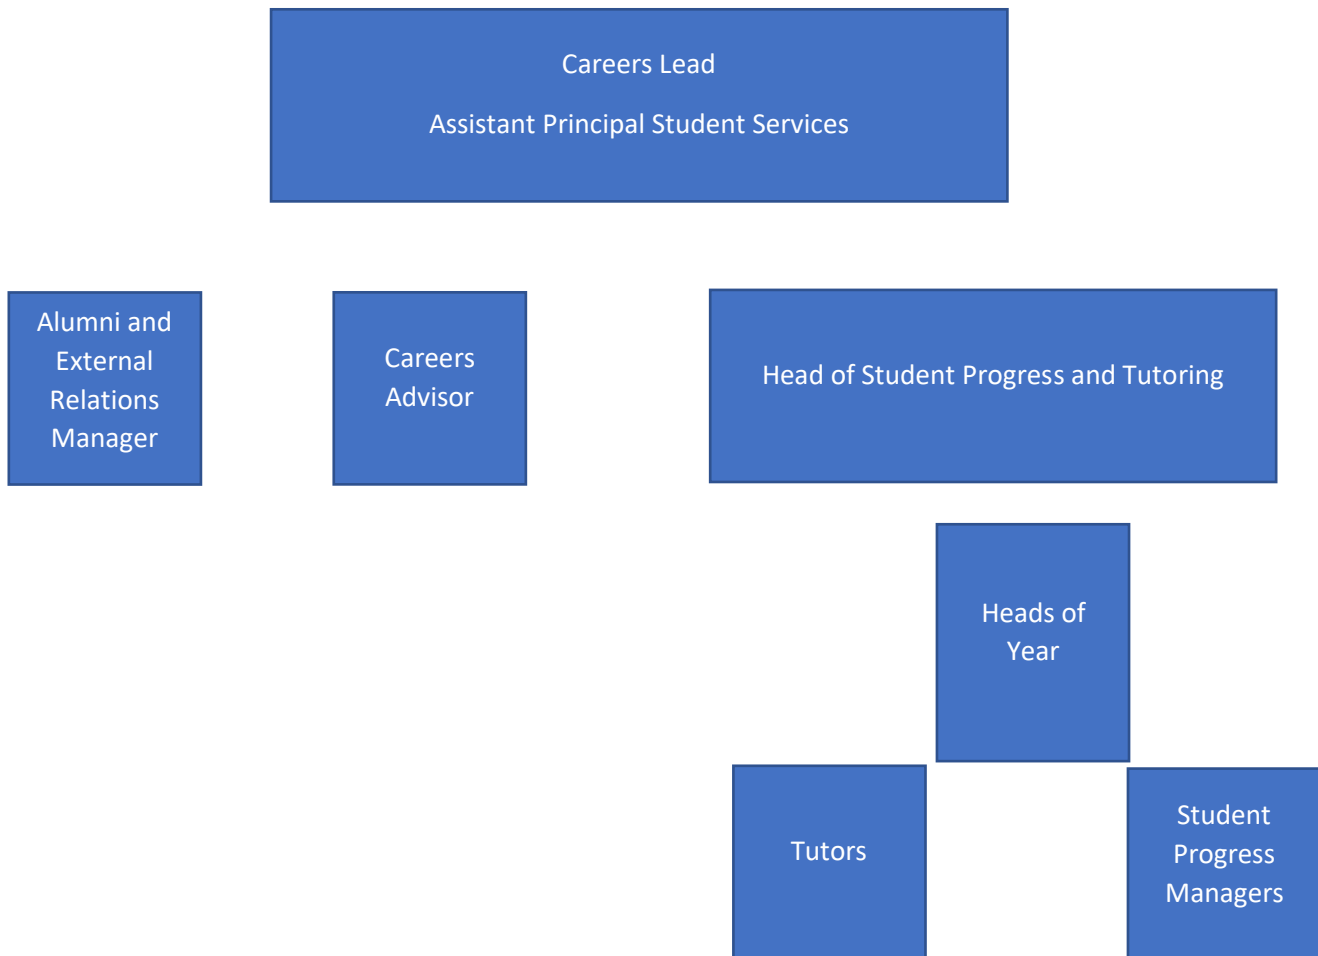 Careers Lead
Assistant Principal Student Services
Alumni and
External
Relations
Manager
Careers
Advisor
Head of Student Progress and Tutoring
Heads of
Year
Tutors
Student
Progress
Managers